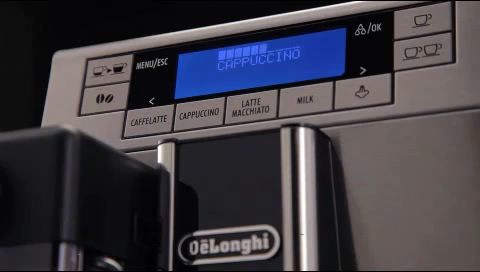 MENU/ESC
CAPPUCCINO
/OK
<
>
CAFFELATTE
CAPPUCCINO
LATTE
MACCHIATO
MILK
DeLonghi